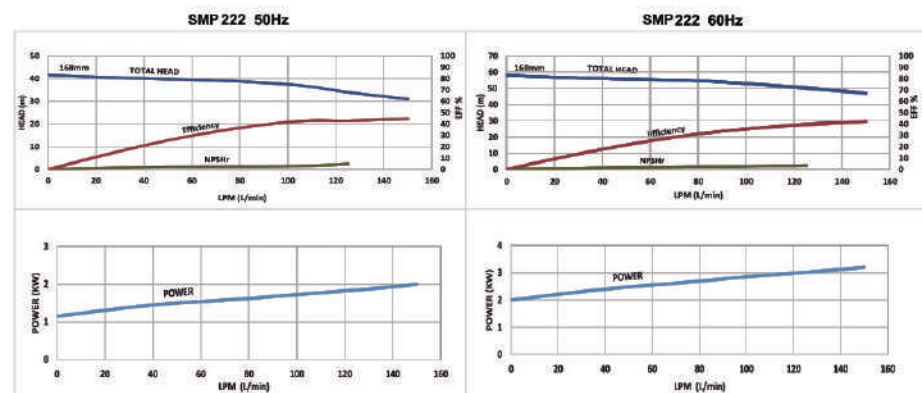 SMP 222 50Hz
SMP 222 60Hz
50
40
30
20
10
0
HEAD (m)
168mm
TOTAL HEAD
Efficiency
NPSHr
100
90
80
70
60
50
40
30
20
10
0
EFF %
0 20 40 60 80 100 120 140 160
LPM (L/min)
70
60
50
40
30
20
10
0
HEAD (m)
168mm
TOTAL HEAD
Efficiency
NPSHr
100
90
80
70
60
50
40
30
20
10
0
EFF %
0 20 40 60 80 100 120 140 160
LPM (L/min)
3
2
1
0
POWER (KW)
POWER
0 20 40 60 80 100 120 140 160
LPM (L/min)
4
3
2
1
0
POWER (KW)
POWER
0 20 40 60 80 100 120 140 160
LPM (L/min)